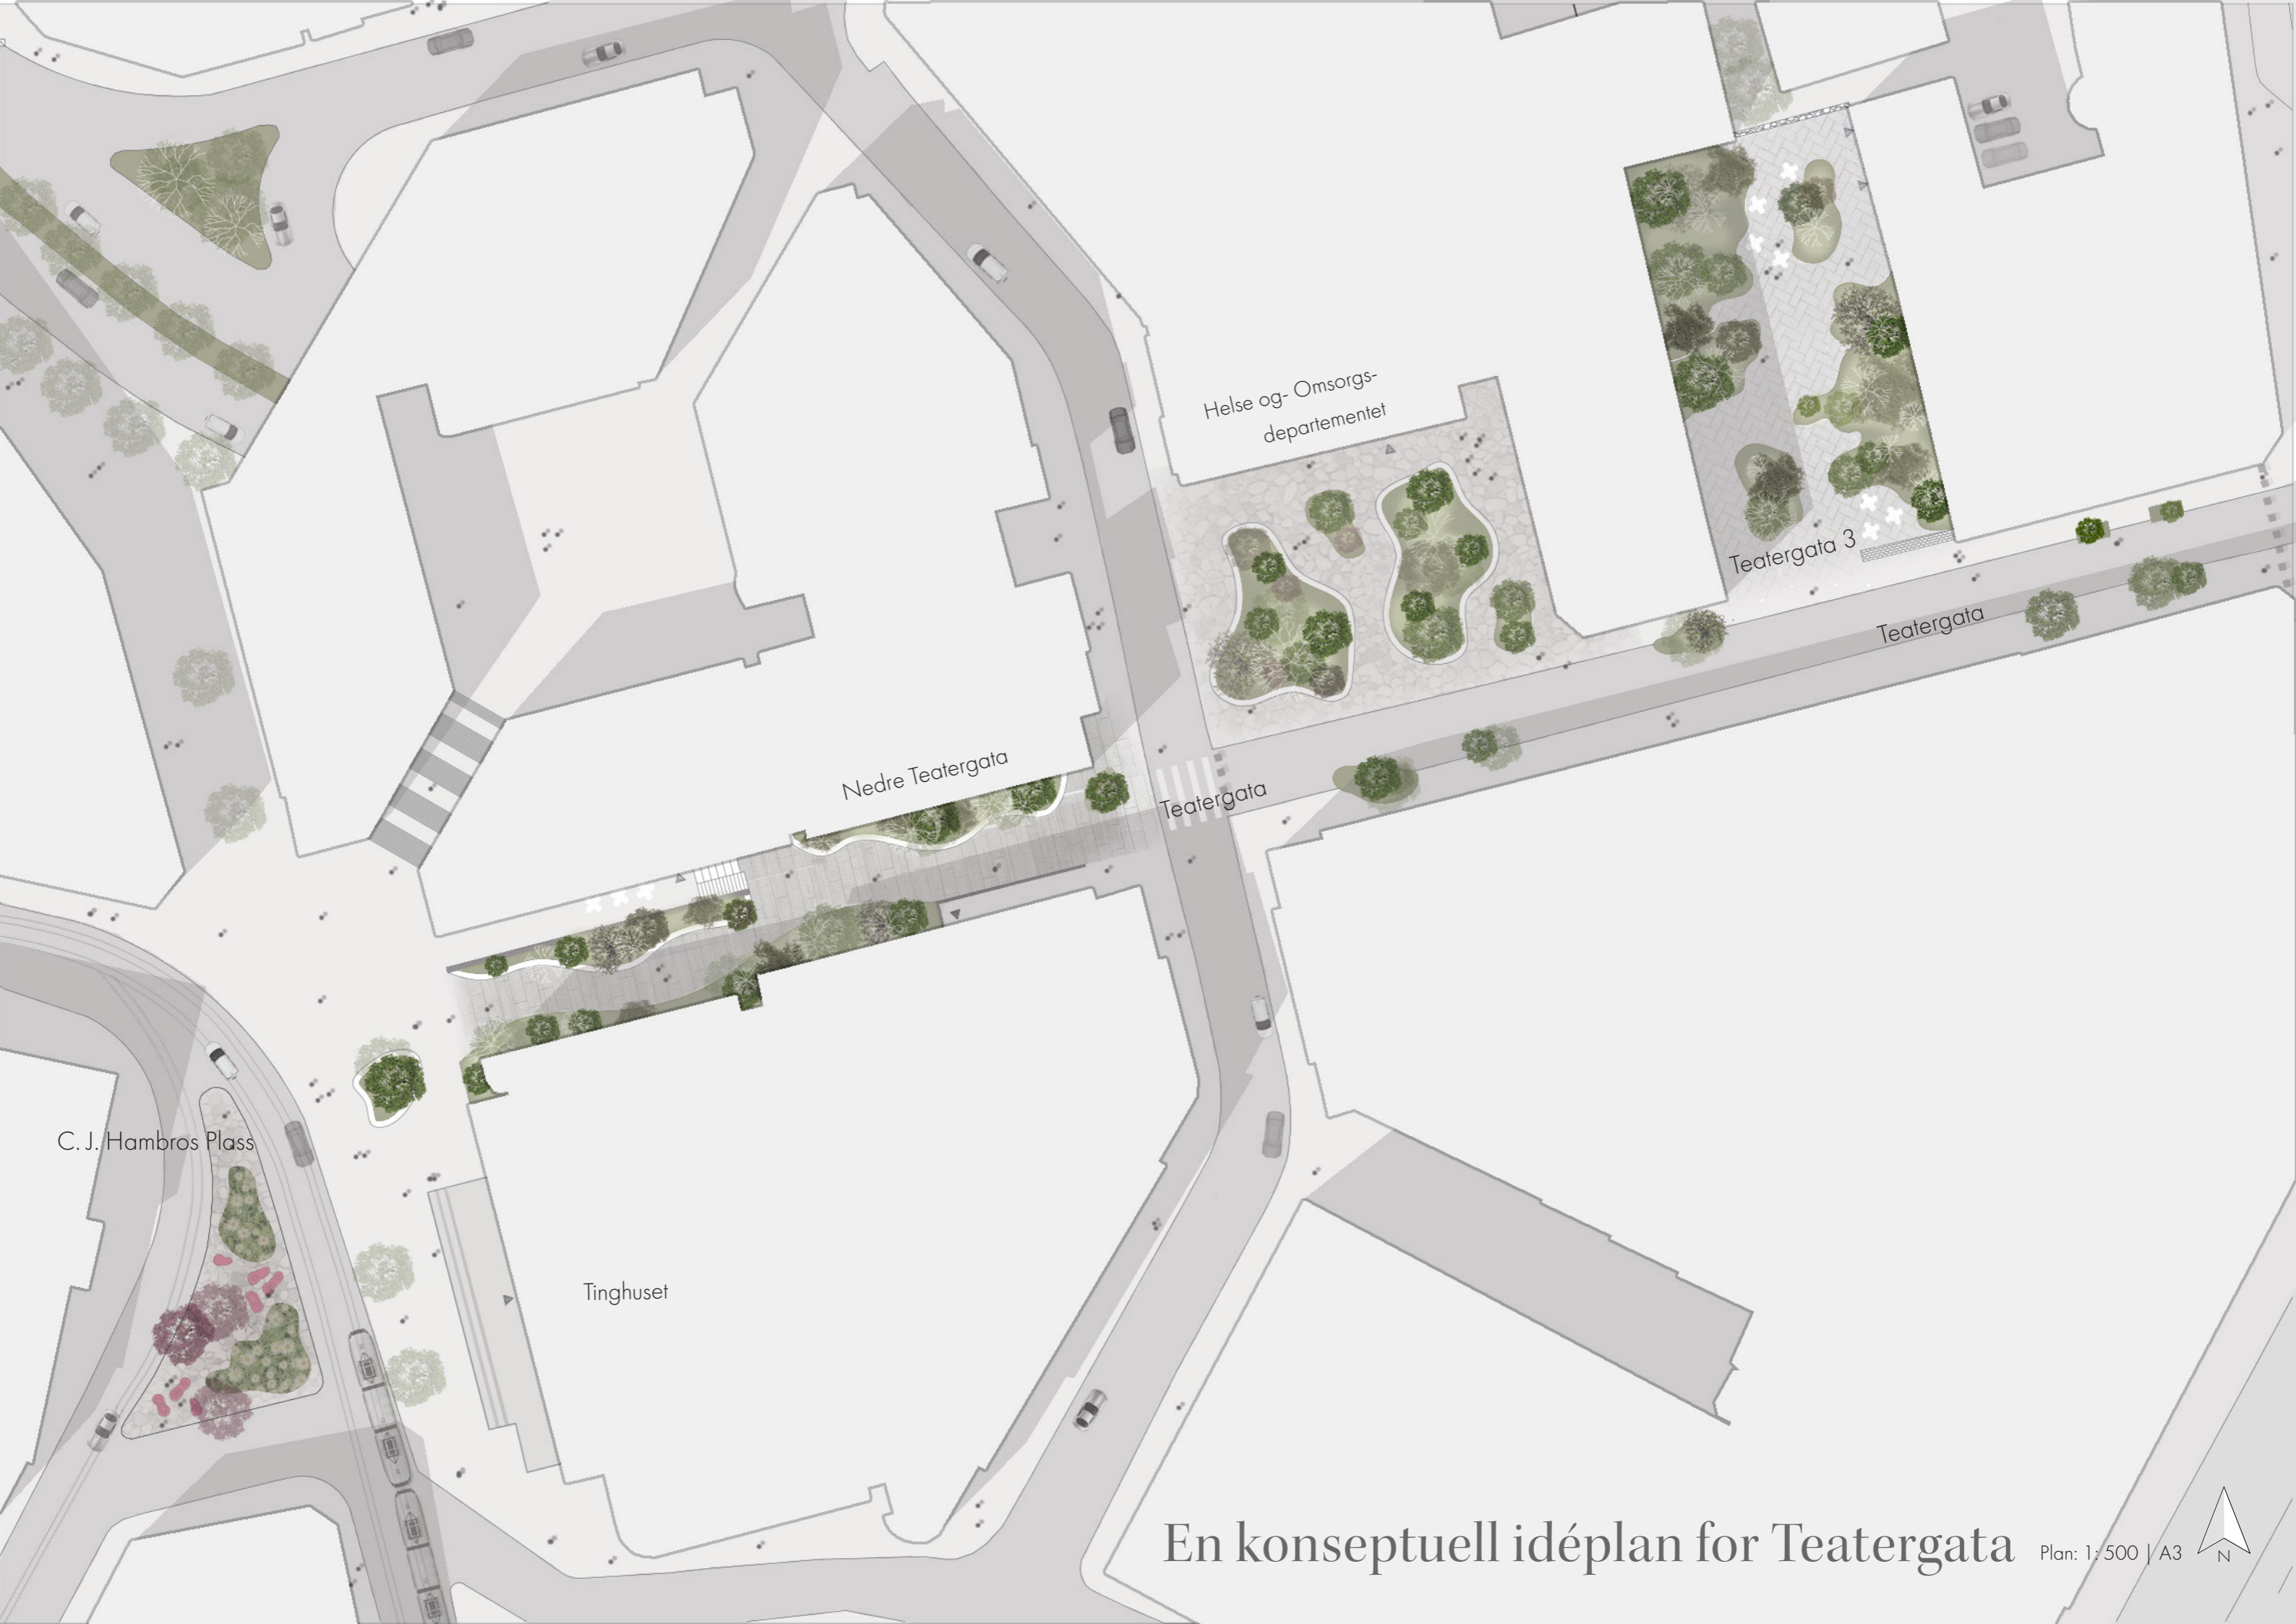 Helse og- Omsorgs-
departementet
Teatergata 3
Teatergata
Nedre Teatergata
Teatergata
C. J. Hambros Plass
Tinghuset
En konseptuell idéplan for Teatergata
Plan: 1: 500 | A3
N